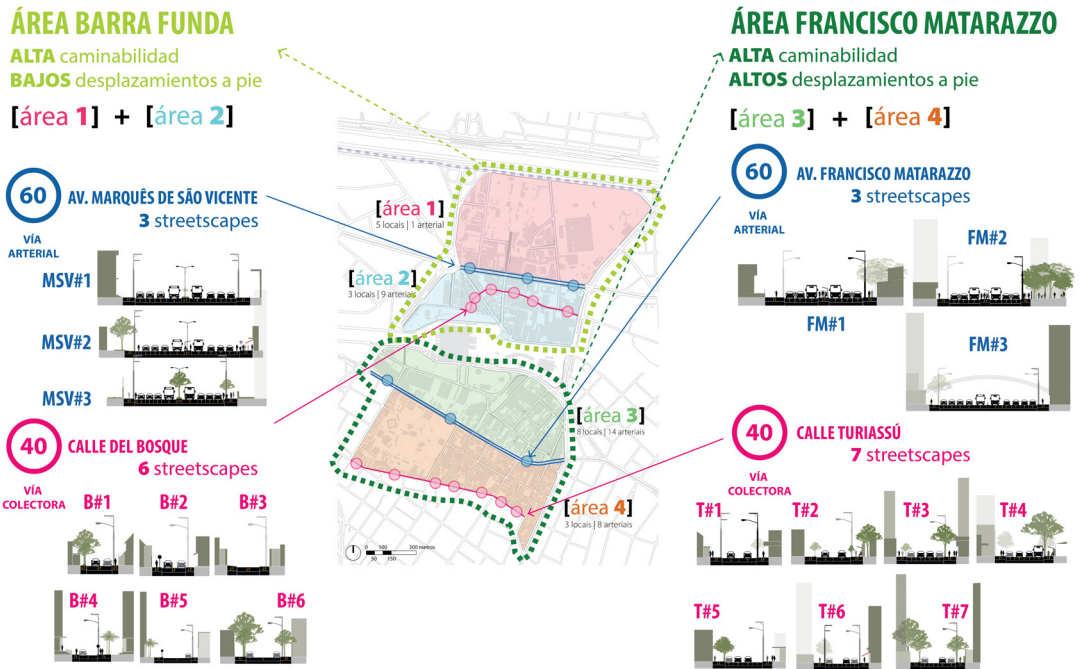 ÁREA BARRA FUNDA
ALTA caminabilidad
BAJOS desplazamientos a pie
[área 1] + [área 2]
60
AV. MARQUÊS DE SÃO VICENTE
3 streetscapes
VÍA
ARTERIAL
MSV#1
MSV#2
MSV#3
40
CALLE DEL BOSQUE
6 streetscapes
VÍA
COLECTORA
B#1
B#2
B#3
B#4
B#5
B#6
[área 1]
5 locais | 1 arterial
[área 2]
3 locais | 9 arteriais
[área 3]
8 locais | 14 arteriais
[área 4]
3 locais | 8 arteriais
0 100 300 metros
50 150
ÁREA FRANCISCO MATARAZZO
ALTA caminabilidad
ALTOS desplazamientos a pie
[área 3] + [área 4]
60
AV. FRANCISCO MATARAZZO
3 streetscapes
VÍA
ARTERIAL
FM#2
FM#1
FM#3
40
CALLE TURIASSÚ
7 streetscapes
VÍA
COLECTORA
T#1
T#2
T#3
T#4
T#5
T#6
T#7